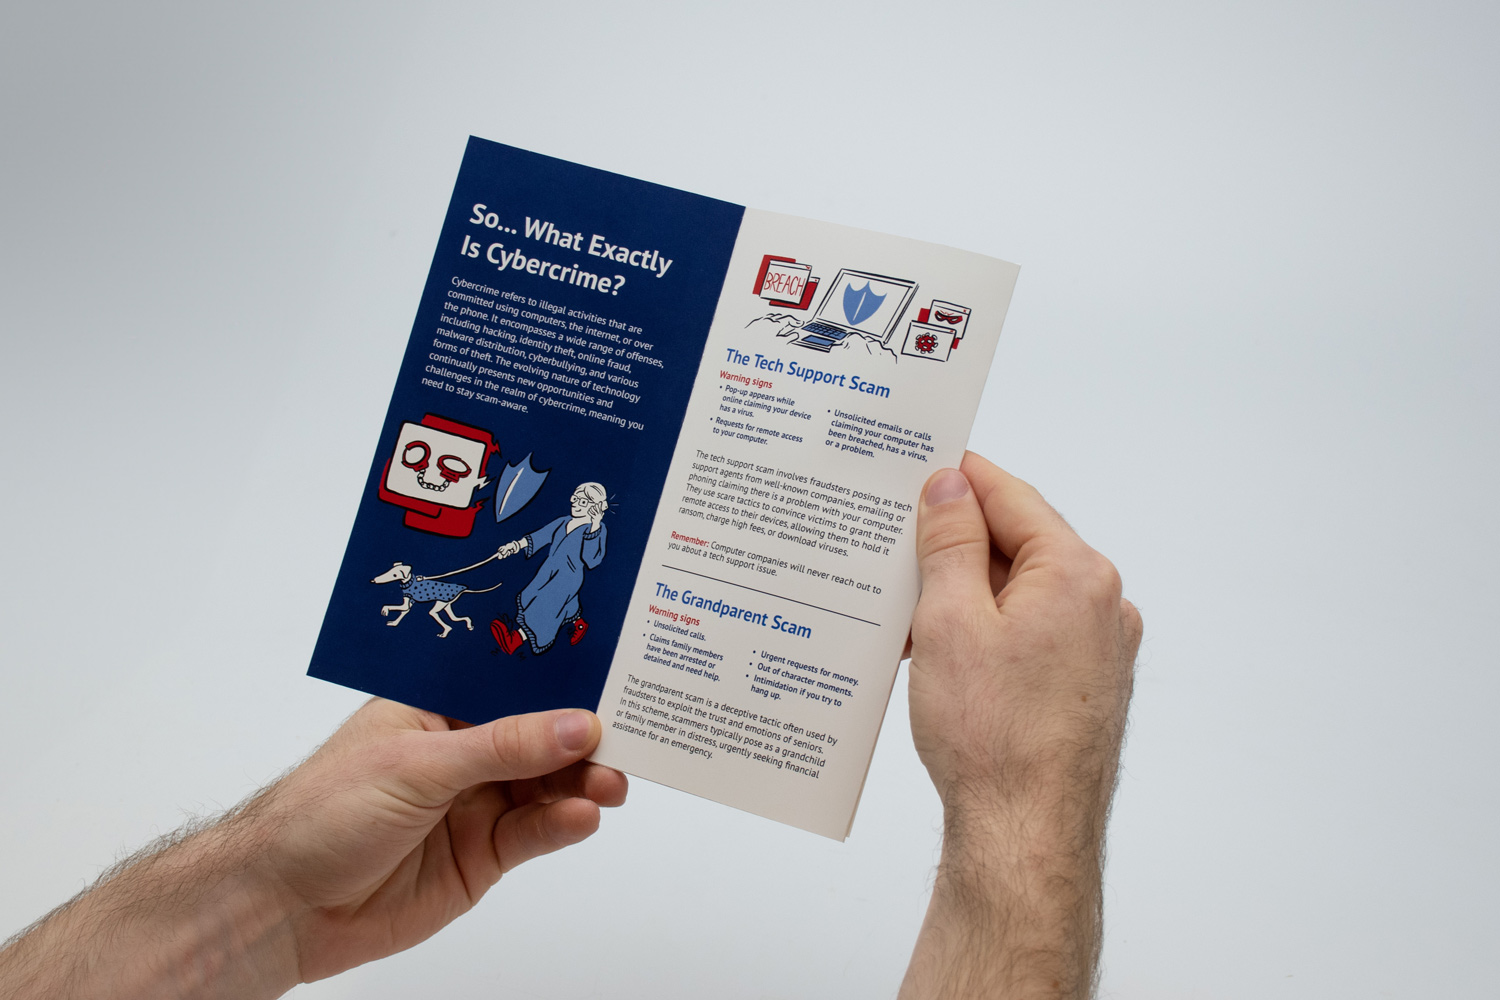 So... What Exactly
Is Cybercrime?
Cybercrime refers to illegal activities that are
committed using computers, the internet, or over
the phone. It encompasses a wide range of offenses,
including hacking, identity theft, online fraud,
malware distribution, cyberbullying, and various
forms of theft. The evolving nature of technology
continually presents new opportunities and
challenges in the realm of cybercrime, meaning you
need to stay scam-aware.
BREACH
The Tech Support Scam
Warning signs
• Pop-up appears while
online claiming your device
has a virus.
• Requests for remote access
to your computer.
• Unsolicited emails or calls
claiming your computer has
been breached, has a virus,
or a problem.
The tech support scam involves fraudsters posing as tech
support agents from well-known companies, emailing or
phoning claiming there is a problem with your computer.
They use scare tactics to convince victims to grant them
remote access to their devices, allowing them to hold it
ransom, charge high fees, or download viruses.
Remember: Computer companies will never reach out to
you about a tech support issue.
The Grandparent Scam
Warning signs
• Unsolicited calls.
• Claims family members
have been arrested or
detained and need help.
• Urgent requests for money.
• Out of character moments.
• Intimidation if you try to
hang up.
The grandparent scam is a deceptive tactic often used by
fraudsters to exploit the trust and emotions of seniors.
In this scheme, scammers typically pose as a grandchild
or family member in distress, urgently seeking financial
assistance for an emergency.